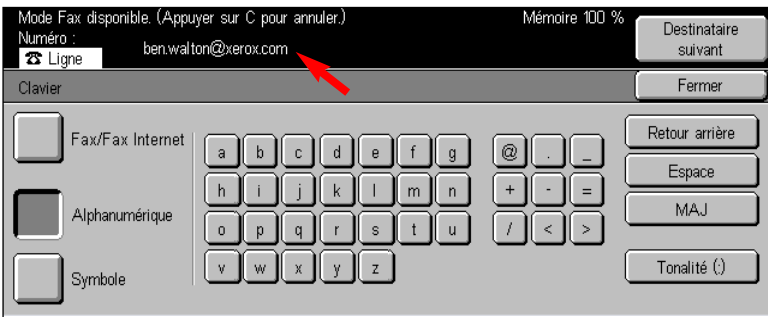 Mode Fax disponible. (Appuyer sur C pour annuler.) Mémoire 100 %
Destinataire
suivant
Numéro :
ben.walton@xerox.com
Ligne
Clavier
Fermer
Fax/Fax Internet
Alphanumérique
Symbole
a b c d e f g
h i j k l m n
o p q r s t u
v w x y z
@ . _
+ - =
/ < >
Retour arrière
Espace
MAJ
Tonalité (:)